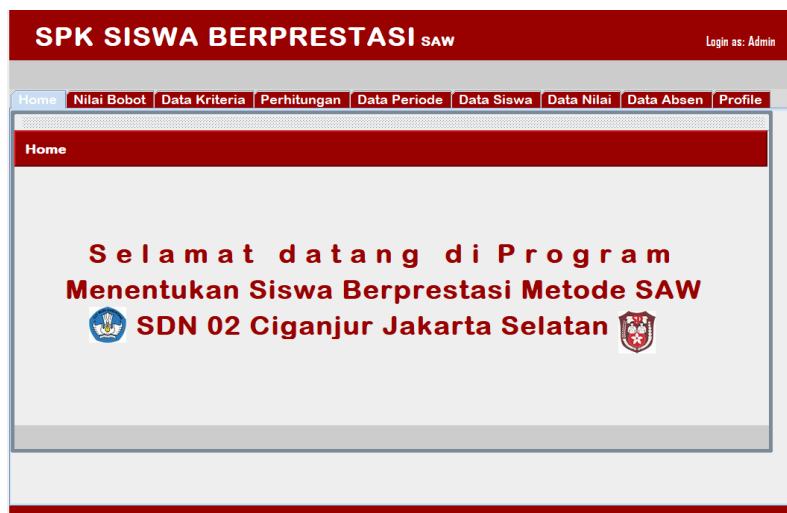 SPK SISWA BERPRESTASI SAW
Login as: Admin
Home Nilai Bobot Data Kriteria Perhitungan Data Periode Data Siswa Data Nilai Data Absen Profile
Home
Selamat datang di Program
Menentukan Siswa Berprestasi Metode SAW
SDN 02 Ciganjur Jakarta Selatan